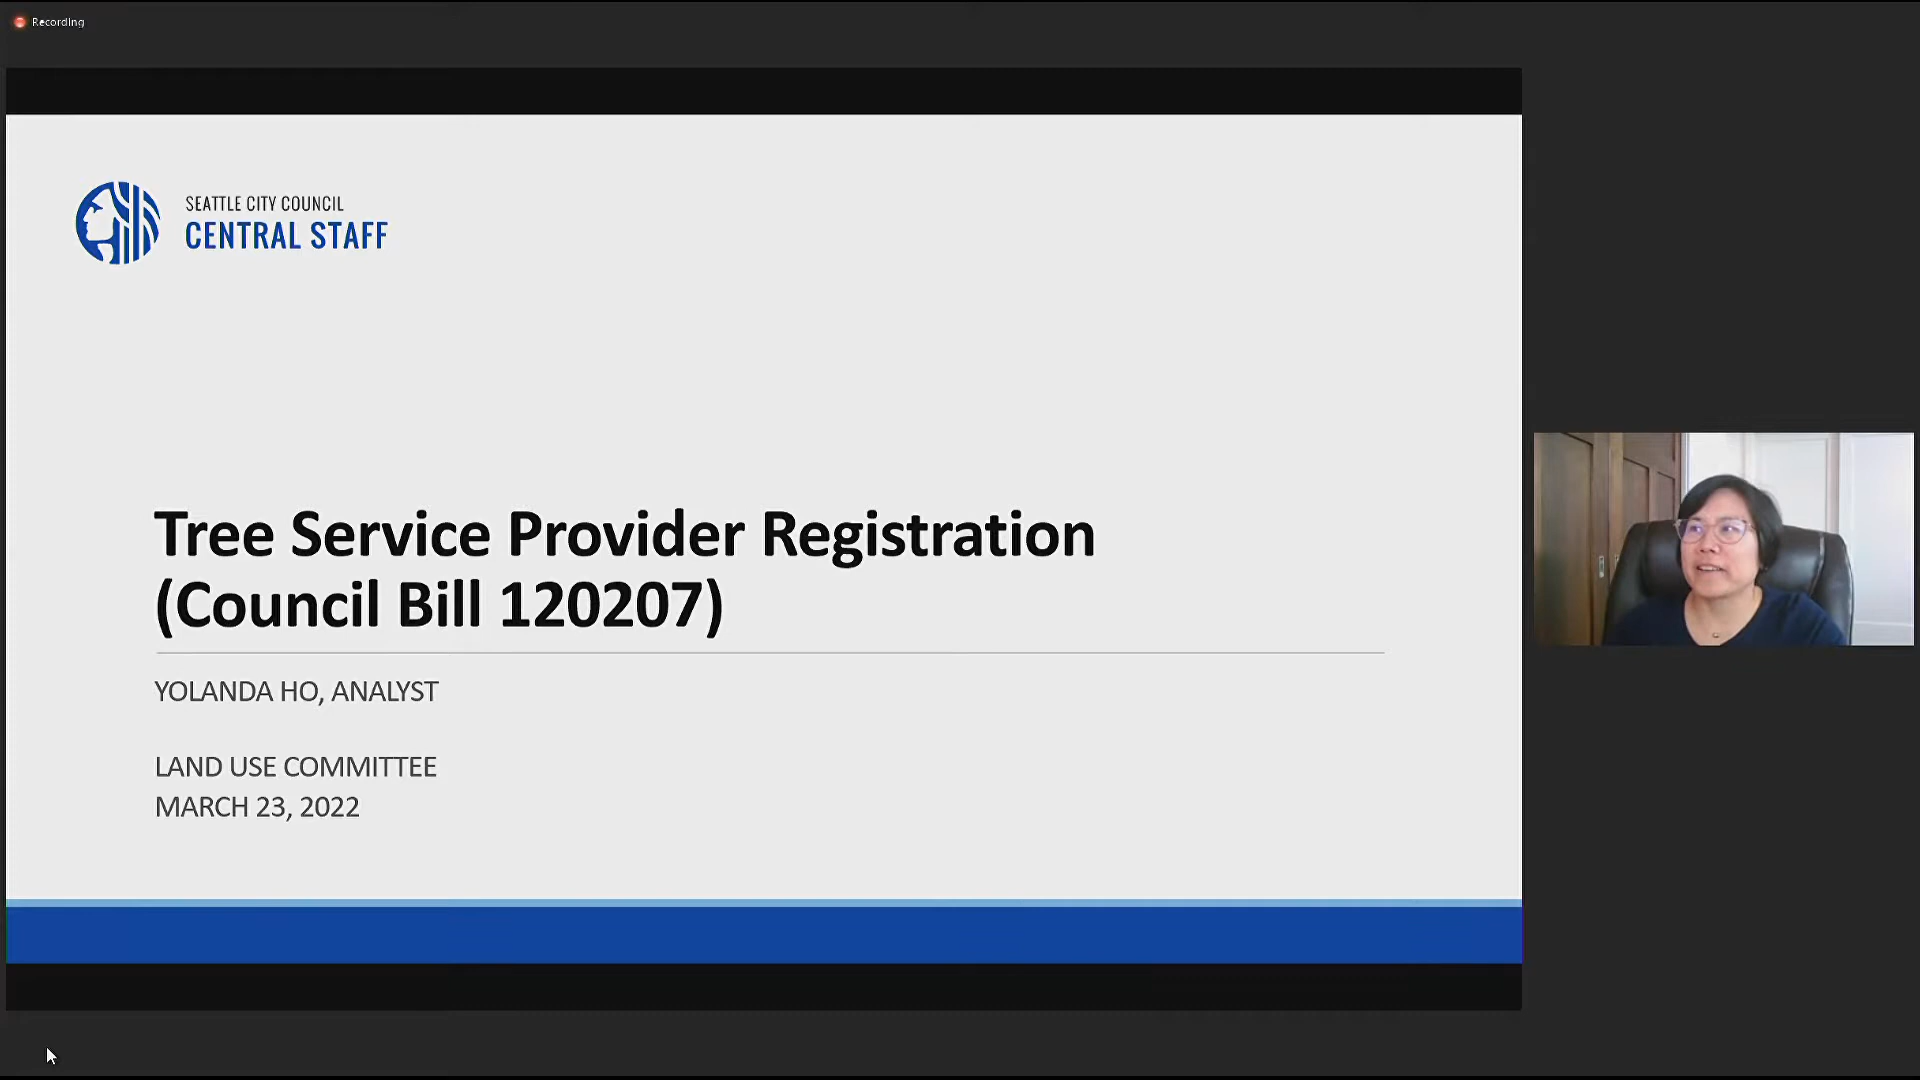 Recording
SEATTLE CITY COUNCIL
CENTRAL STAFF
Tree Service Provider Registration
(Council Bill 120207)
YOLANDA HO, ANALYST
LAND USE COMMITTEE
MARCH 23, 2022